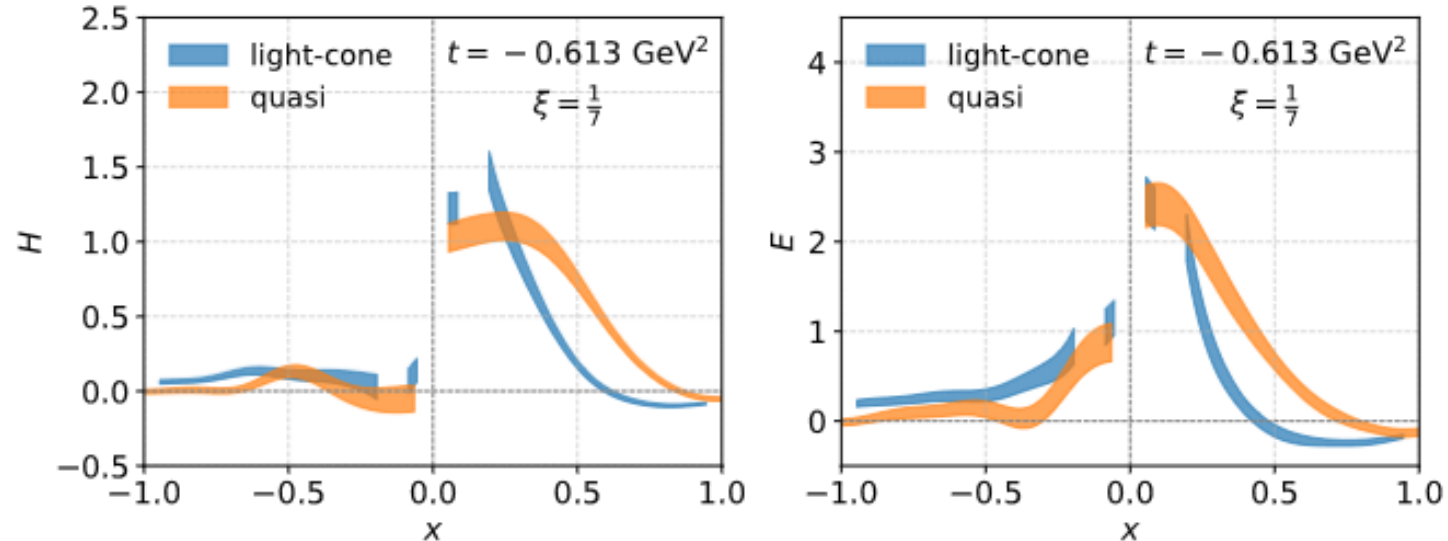 2.5
2.0
1.5
1.0
0.5
0.0
−0.5
H
light-cone
quasi
t = − 0.613 GeV²
ξ = 1/7
−1.0 −0.5 0.0 0.5 1.0
x
4
3
2
1
0
E
light-cone
quasi
t = − 0.613 GeV²
ξ = 1/7
−1.0 −0.5 0.0 0.5 1.0
x